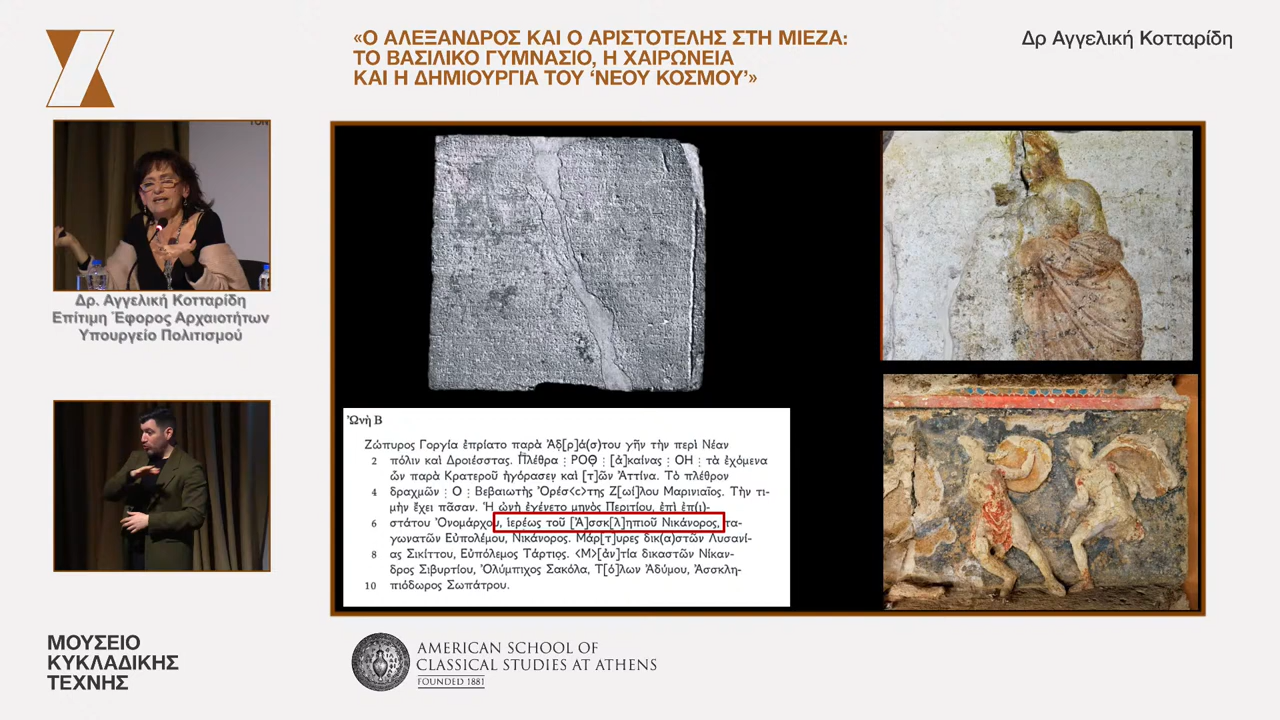 «Ο ΑΛΕΞΑΝΔΡΟΣ ΚΑΙ Ο ΑΡΙΣΤΟΤΕΛΗΣ ΣΤΗ ΜΙΕΖΑ:
ΤΟ ΒΑΣΙΛΙΚΟ ΓΥΜΝΑΣΙΟ, Η ΧΑΙΡΩΝΕΙΑ
ΚΑΙ Η ΔΗΜΙΟΥΡΓΙΑ ΤΟΥ ‘ΝΕΟΥ ΚΟΣΜΟΥ’»
Δρ Αγγελική Κотταρίδη
Δρ. Αγγελική Κотταρίδη
Επίτιμη Έφορος Αρχαιοτήτων
Υπουργείο Πολιτισμού
Ὠνὴ Β
Ζώπυρος Γοργία ἐπρίατο παρὰ Ἀδ[ρ]ά(σ)του γῆν τὴν περὶ Νέαν
2 πόλιν καὶ Δροιέσστας. Πλέθρα ⋮ ΡΟΘ ⋮ [ἀ]καίνας ⋮ ΟΗ ⋮ τὰ ἐχόμενα
ὧν παρὰ Κρατεροῦ ἠγόρασεν καὶ [τ]ῶν Ἀττίνα. Τὸ πλέθρον
4 δραχμῶν ⋮ Ο ⋮ Βεβαιωτὴς Ὀρέσ<c>της Ζ[ωί]λου Μαρινιαῖος. Τὴν τι-
μὴν ἔχει πᾶσαν. Ἡ ὠνὴ ἐγένετο μηνὸς Περιτίου, ἐπὶ ἐπ(ι)-
6 στάτου Ὀνομάρχου, ἱερέως τοῦ [Ἀ]σσκ[λ]ηπιοῦ Νικάνορος, τα-
γωνατῶν Εὐπολέμου, Νικάνορος. Μάρ[τ]υρες δικ(α)στῶν Λυσανί-
8 ας Σικίττου, Εὐπόλεμος Τάρτιος. <Μ>[ἀν]τία δικαστῶν Νίκαν-
δρος Σιβυρτίου, Ὀλύμπιχος Σακόλα, Τ[ό]λων Ἀδύμου, Ἀσσκλη-
10 πιόδωρος Σωπάτρου.
ΜΟΥΣΕΙΟ
ΚΥΚΛΑΔΙΚΗΣ
ΤΕΧΝΗΣ
AMERICAN SCHOOL OF
CLASSICAL STUDIES AT ATHENS
FOUNDED 1881